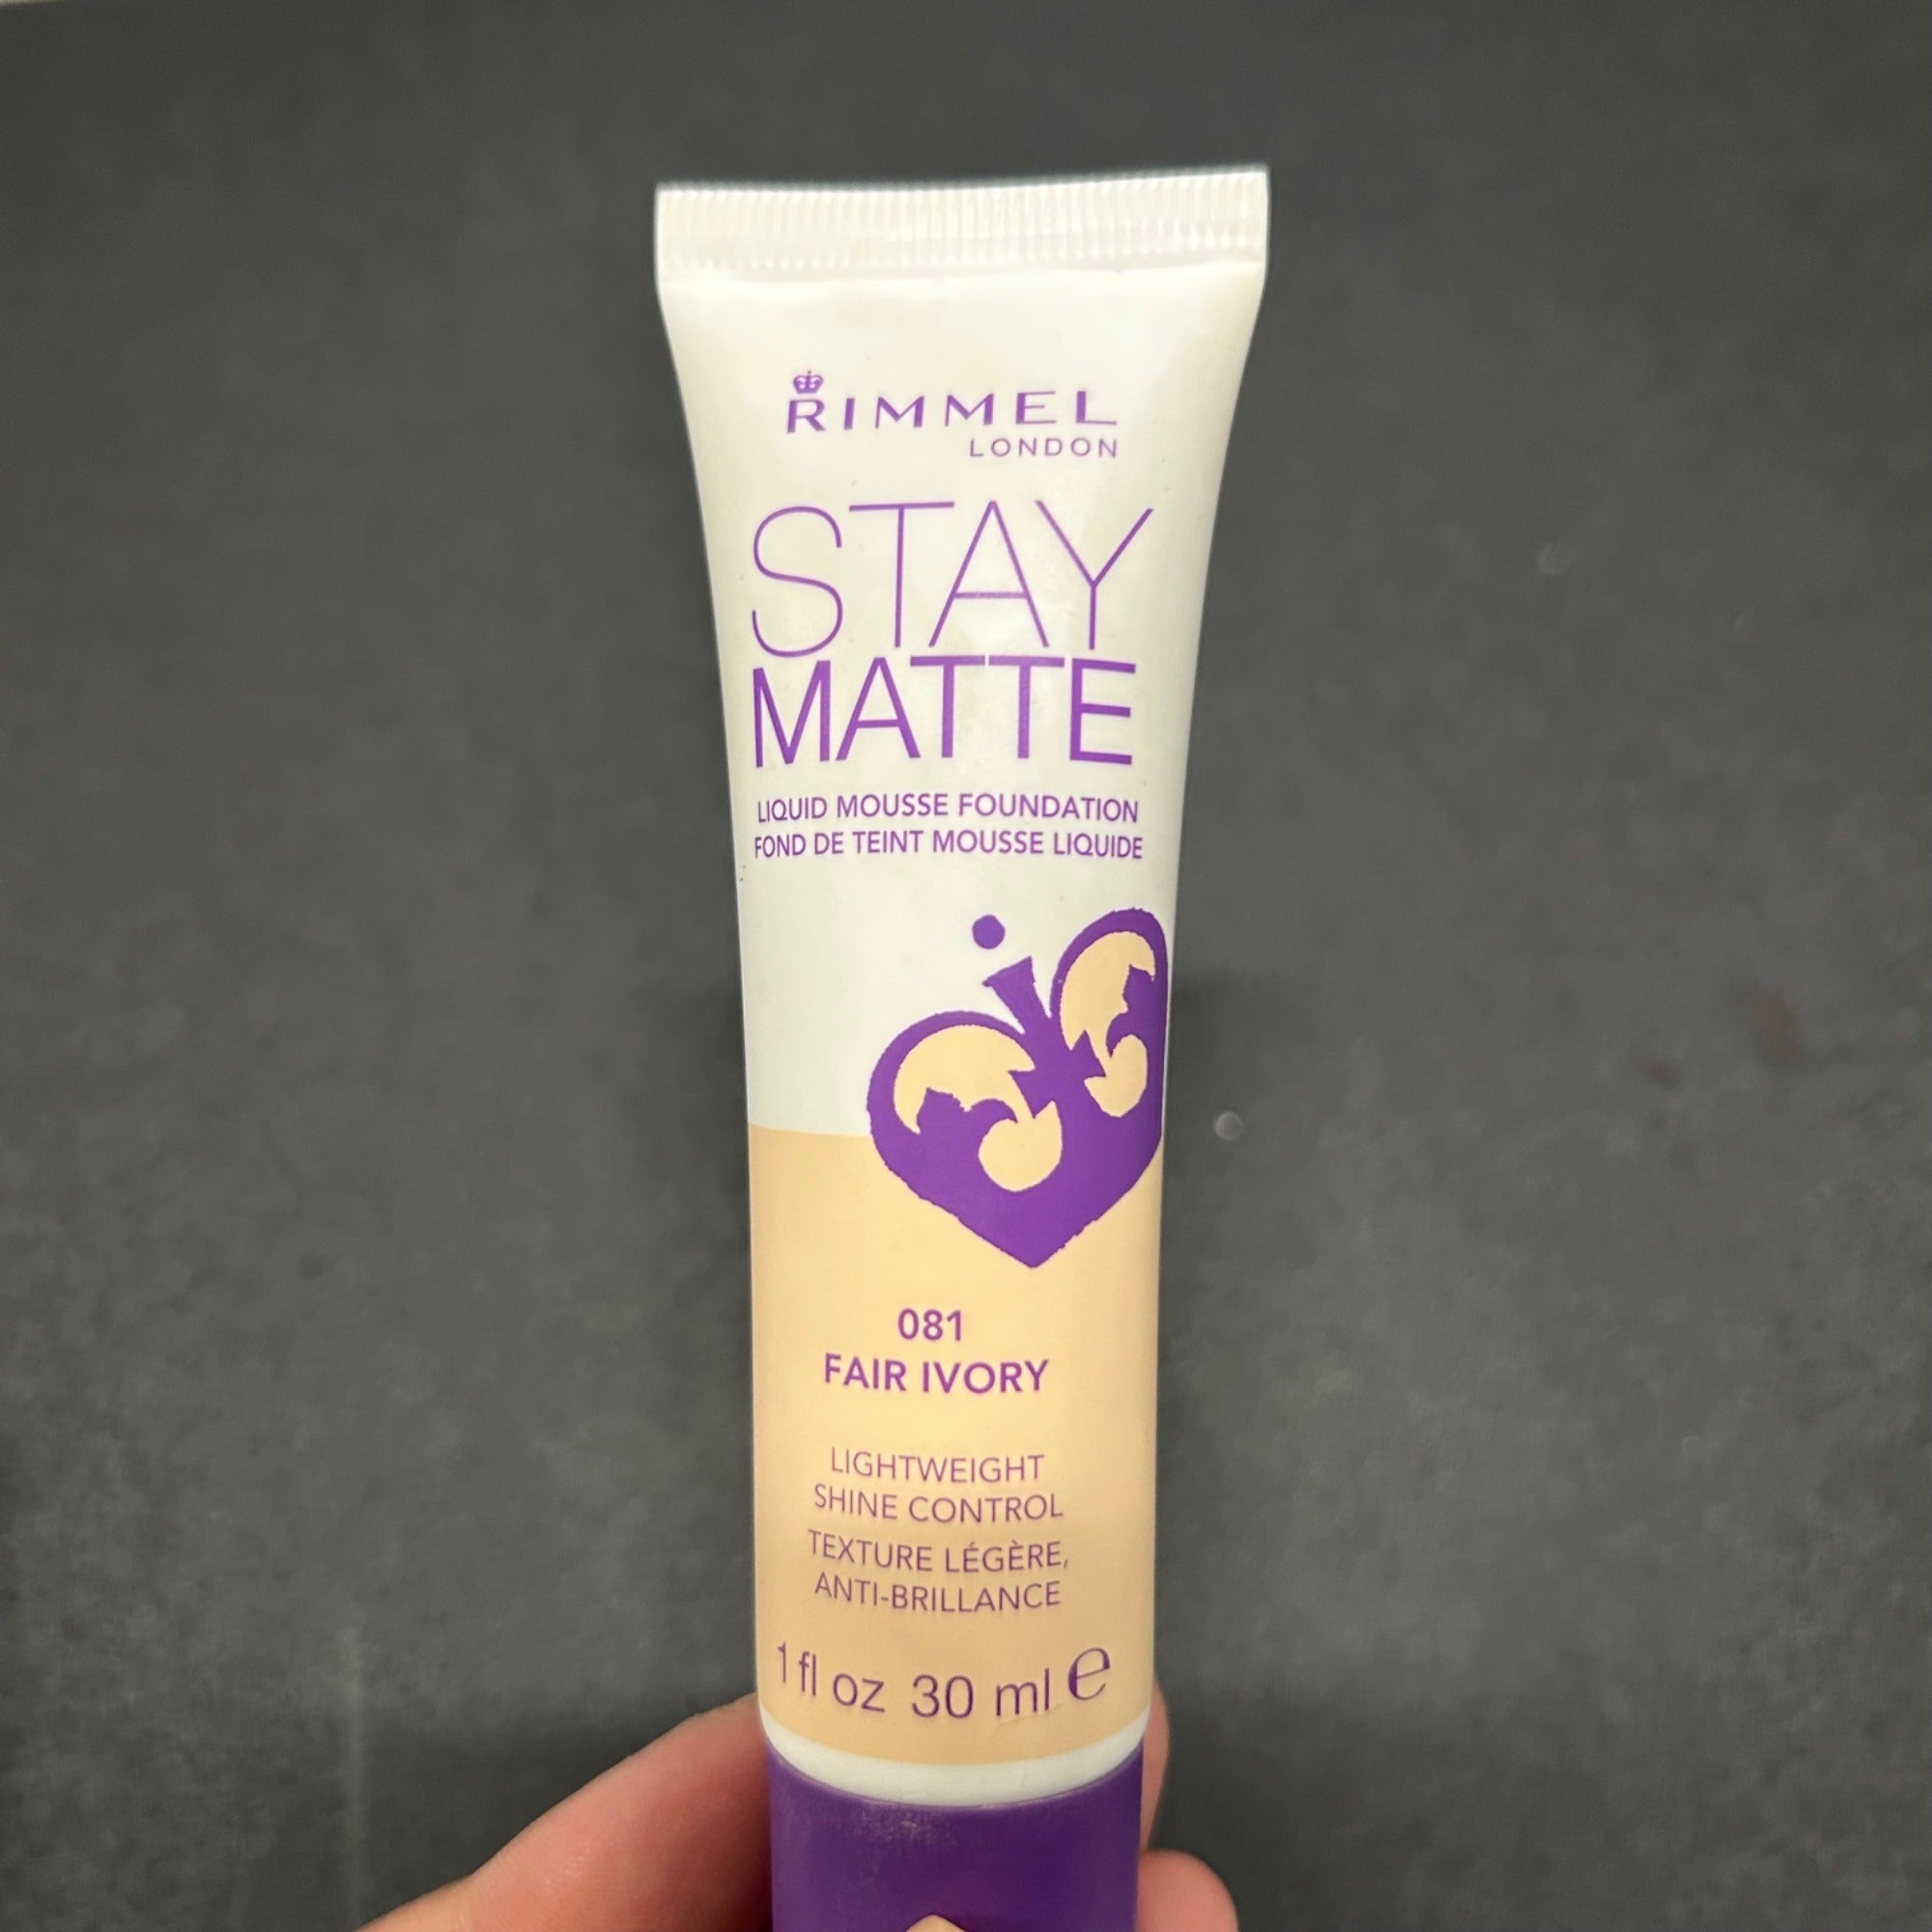 RIMMEL
LONDON
STAY
MATTE
LIQUID MOUSSE FOUNDATION
FOND DE TEINT MOUSSE LIQUIDE
081
FAIR IVORY
LIGHTWEIGHT
SHINE CONTROL
TEXTURE LÉGÈRE,
ANTI-BRILLANCE
1 fl oz 30 ml e